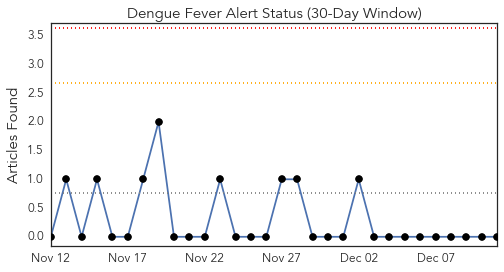 Dengue Fever Alert Status (30-Day Window)
Articles Found
3.5
3.0
2.5
2.0
1.5
1.0
0.5
0.0
Nov 12 Nov 17 Nov 22 Nov 27 Dec 02 Dec 07